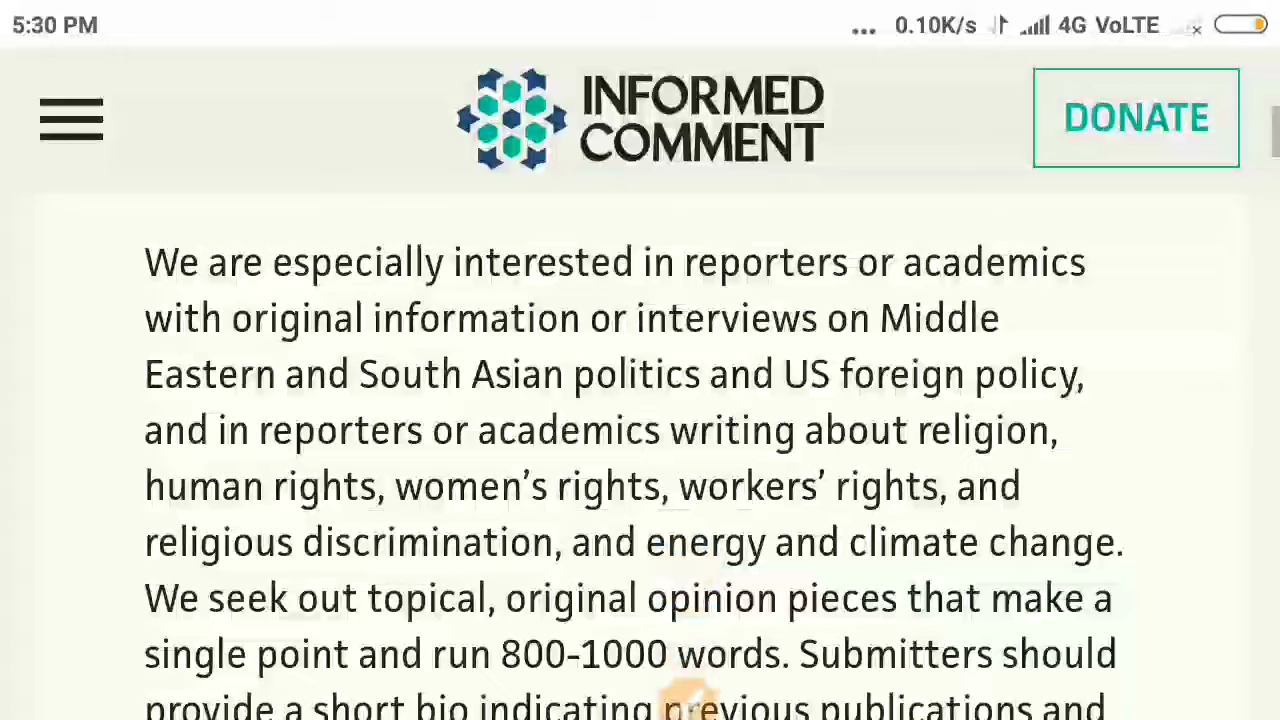 5:30 PM
... 0.10K/s 4G VoLTE
INFORMED
COMMENT
DONATE
We are especially interested in reporters or academics
with original information or interviews on Middle
Eastern and South Asian politics and US foreign policy,
and in reporters or academics writing about religion,
human rights, women’s rights, workers’ rights, and
religious discrimination, and energy and climate change.
We seek out topical, original opinion pieces that make a
single point and run 800-1000 words. Submitters should
provide a short bio indicating previous publications and